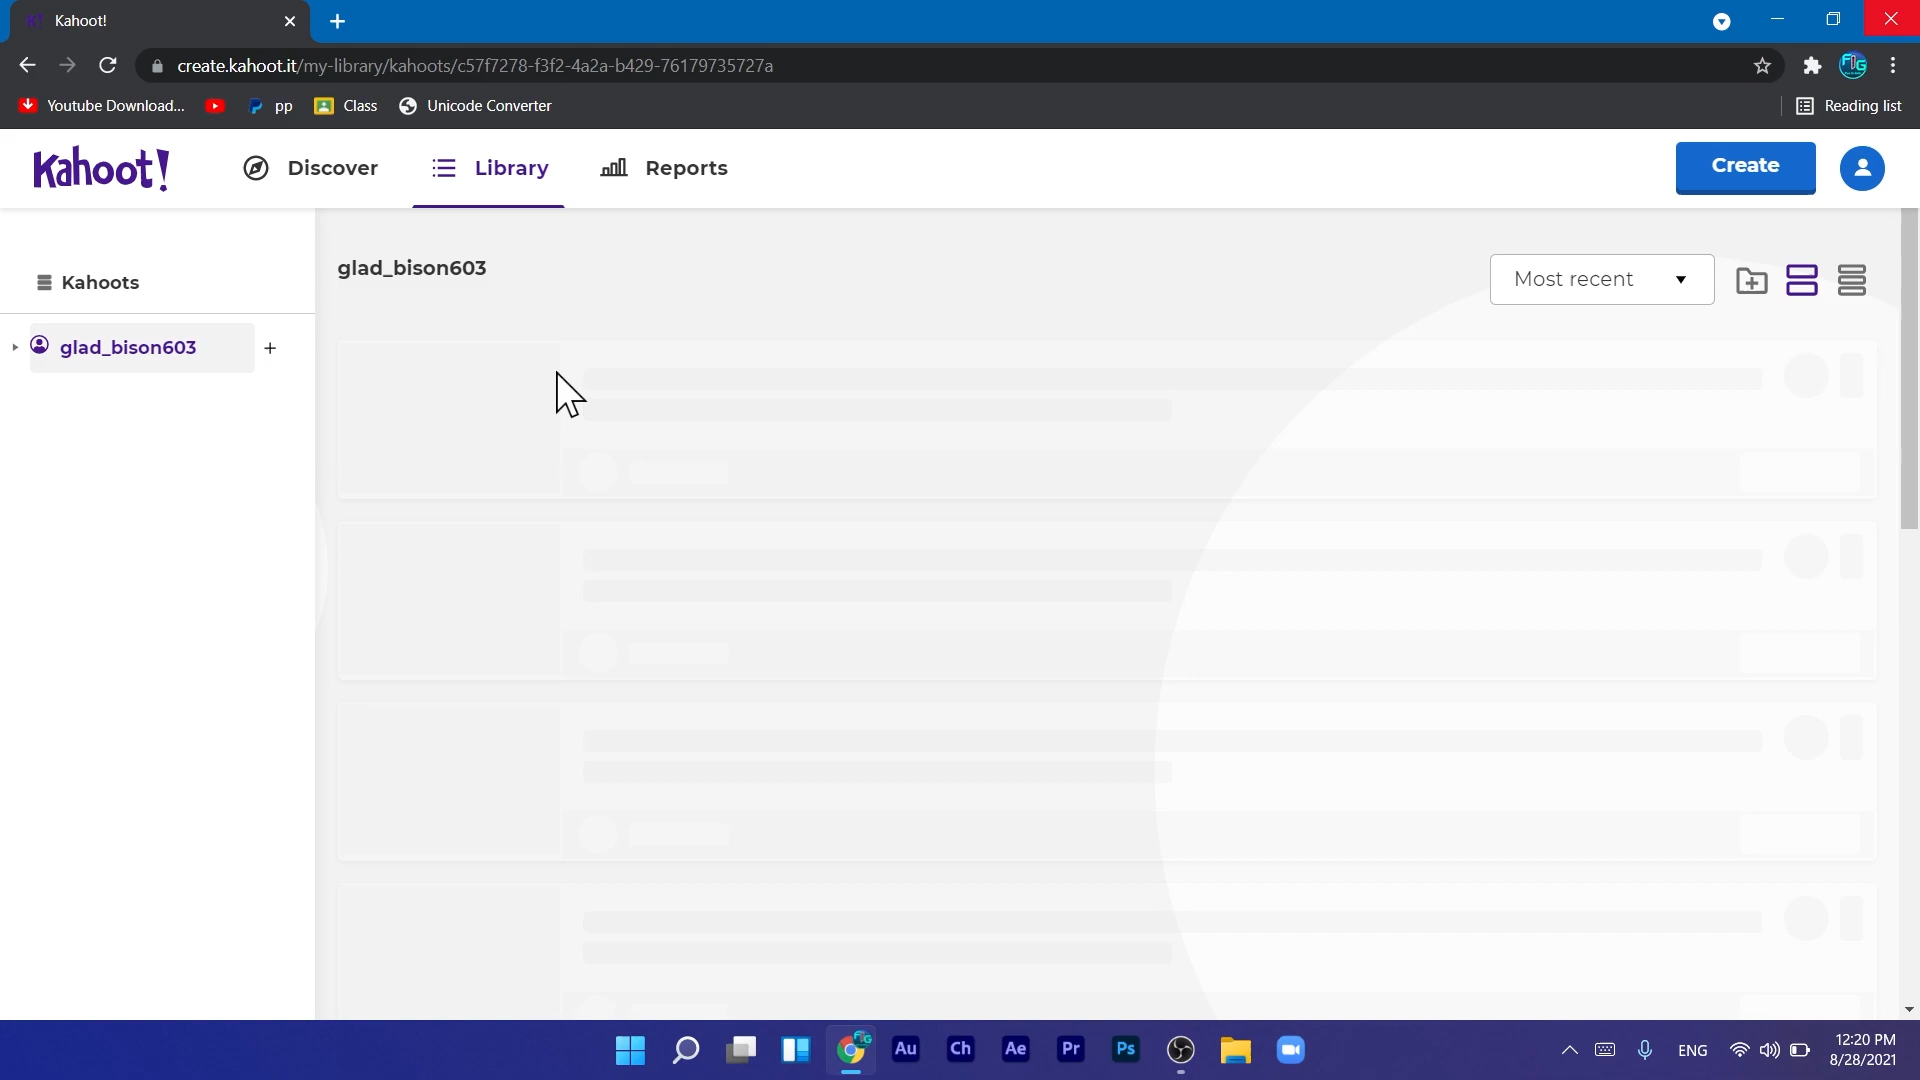 Kahoot!
create.kahoot.it/my-library/kahoots/c57f7278-f3f2-4a2a-b429-76179735727a
FIG
Youtube Download... pp Class Unicode Converter Reading list
Kahoot! Discover Library Reports Create
glad_bison603
Most recent
Kahoots
glad_bison603
FIG
Au Ch Ae Pr Ps
ENG
12:20 PM
8/28/2021